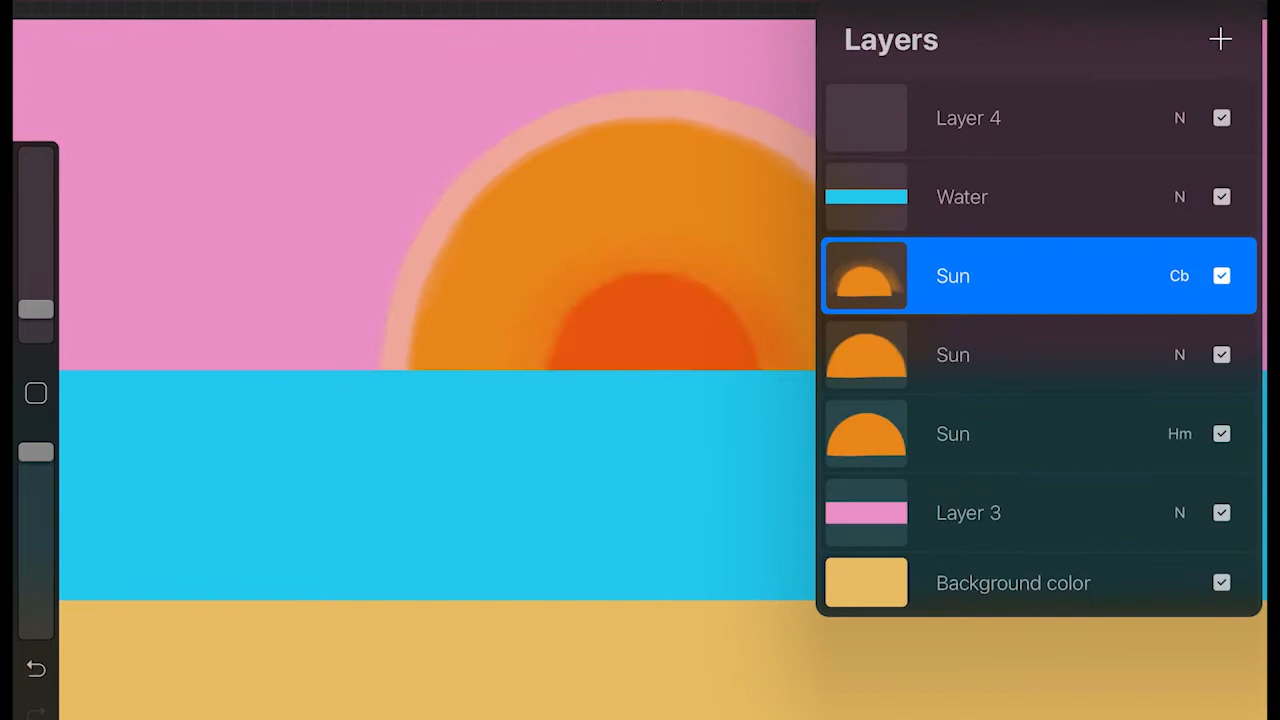 Layers
Layer 4 N
Water N
Sun Cb
Sun N
Sun Hm
Layer 3 N
Background color